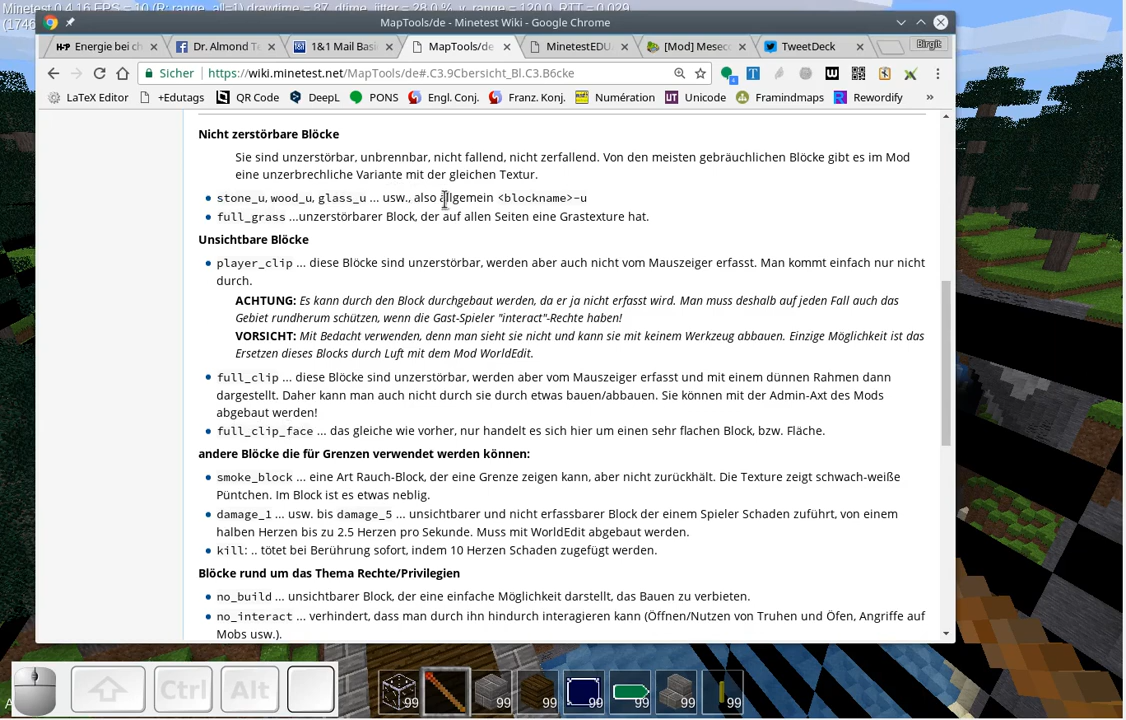 Minetest 0.4.16 FPS = 10 (R: range_all=1) drawtime = 87, dtime_jitter = 28.0 %, v_range = 120.0, RTT = 0.029
(1746
MapTools/de - Minetest Wiki - Google Chrome
Energie bei ch
Dr. Almond Te
1&1 Mail Basi
MapTools/de
MinetestEDU
[Mod] Mesec
TweetDeck
Birgit
Sicher
https://wiki.minetest.net/MapTools/de#.C3.9Cbersicht_Bl.C3.B6cke
LaTeX Editor
+Edutags
QR Code
DeepL
PONS
Engl. Conj.
Franz. Konj.
Numération
Unicode
Framindmaps
Rewordify
»
Nicht zerstörbare Blöcke
Sie sind unzerstörbar, unbrennbar, nicht fallend, nicht zerfallend. Von den meisten gebräuchlichen Blöcke gibt es im Mod
eine unzerbrechliche Variante mit der gleichen Textur.
stone_u, wood_u, glass_u ... usw., also allgemein <blockname>-u
full_grass ...unzerstörbarer Block, der auf allen Seiten eine Grastexture hat.
Unsichtbare Blöcke
player_clip ... diese Blöcke sind unzerstörbar, werden aber auch nicht vom Mauszeiger erfasst. Man kommt einfach nur nicht
durch.
ACHTUNG: Es kann durch den Block durchgebaut werden, da er ja nicht erfasst wird. Man muss deshalb auf jeden Fall auch das
Gebiet rundherum schützen, wenn die Gast-Spieler "interact"-Rechte haben!
VORSICHT: Mit Bedacht verwenden, denn man sieht sie nicht und kann sie mit keinem Werkzeug abbauen. Einzige Möglichkeit ist das
Ersetzen dieses Blocks durch Luft mit dem Mod WorldEdit.
full_clip ... diese Blöcke sind unzerstörbar, werden aber vom Mauszeiger erfasst und mit einem dünnen Rahmen dann
dargestellt. Daher kann man auch nicht durch sie durch etwas bauen/abbauen. Sie können mit der Admin-Axt des Mods
abgebaut werden!
full_clip_face ... das gleiche wie vorher, nur handelt es sich hier um einen sehr flachen Block, bzw. Fläche.
andere Blöcke die für Grenzen verwendet werden können:
smoke_block ... eine Art Rauch-Block, der eine Grenze zeigen kann, aber nicht zurückhält. Die Texture zeigt schwach-weiße
Püntchen. Im Block ist es etwas neblig.
damage_1 ... usw. bis damage_5 ... unsichtbarer und nicht erfassbarer Block der einem Spieler Schaden zuführt, von einem
halben Herzen bis zu 2.5 Herzen pro Sekunde. Muss mit WorldEdit abgebaut werden.
kill: .. tötet bei Berührung sofort, indem 10 Herzen Schaden zugefügt werden.
Blöcke rund um das Thema Rechte/Privilegien
no_build ... unsichtbarer Block, der eine einfache Möglichkeit darstellt, das Bauen zu verbieten.
no_interact ... verhindert, dass man durch ihn hindurch interagieren kann (Öffnen/Nutzen von Truhen und Öfen, Angriffe auf
Mobs usw.).
Ctrl
Alt
99 99 99 99 99 99 99